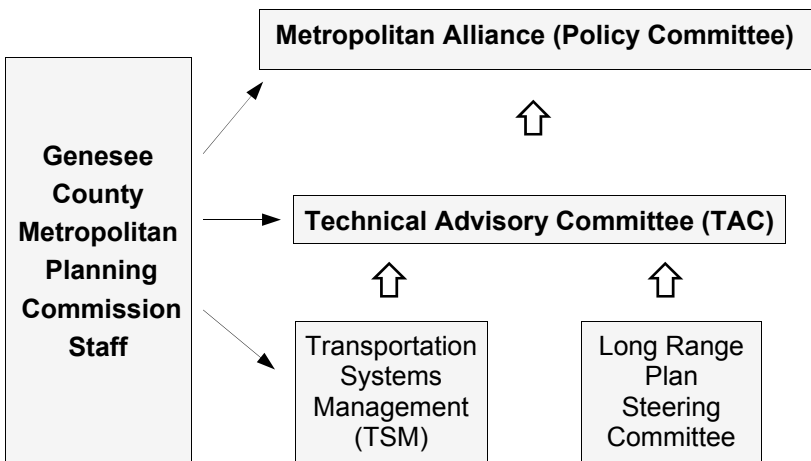 Metropolitan Alliance (Policy Committee)
Genesee
County
Metropolitan
Planning
Commission
Staff
Technical Advisory Committee (TAC)
Transportation
Systems
Management
(TSM)
Long Range
Plan
Steering
Committee